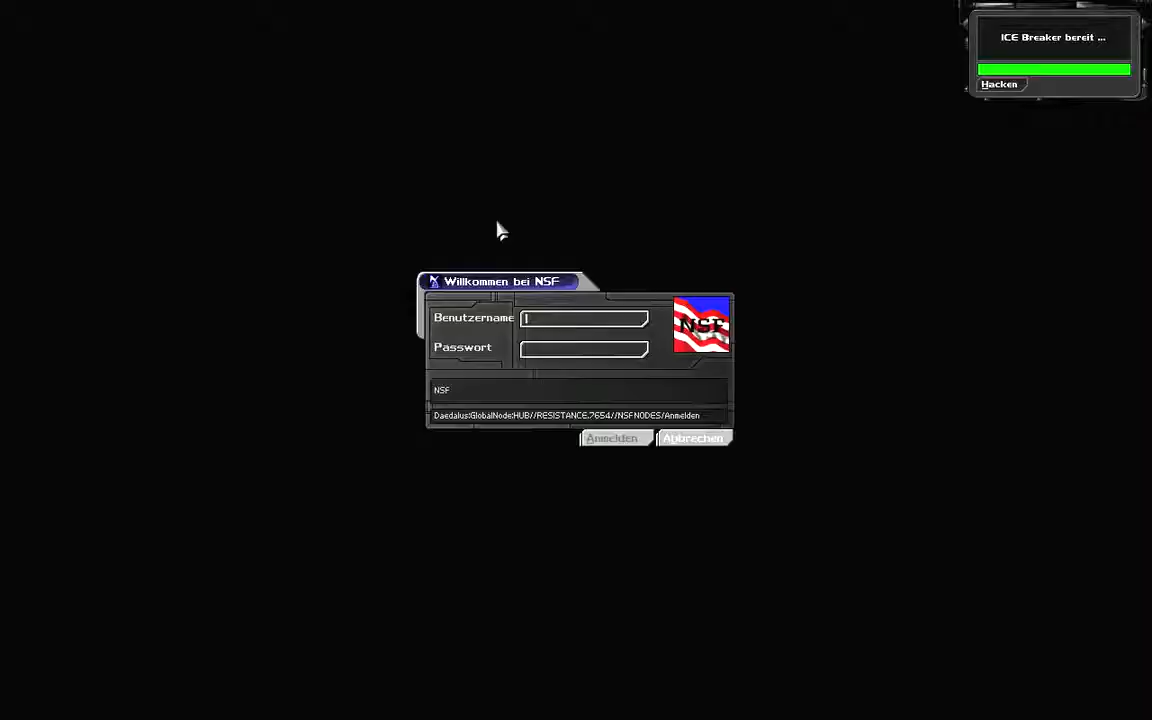 ICE Breaker bereit ...
Hacken
Willkommen bei NSF
Benutzername
NSF
Passwort
NSF
Daedalus:GlobalNode:HUB//RESISTANCE.7654//NSFNODES/Anmelden
Anmelden
Abbrechen